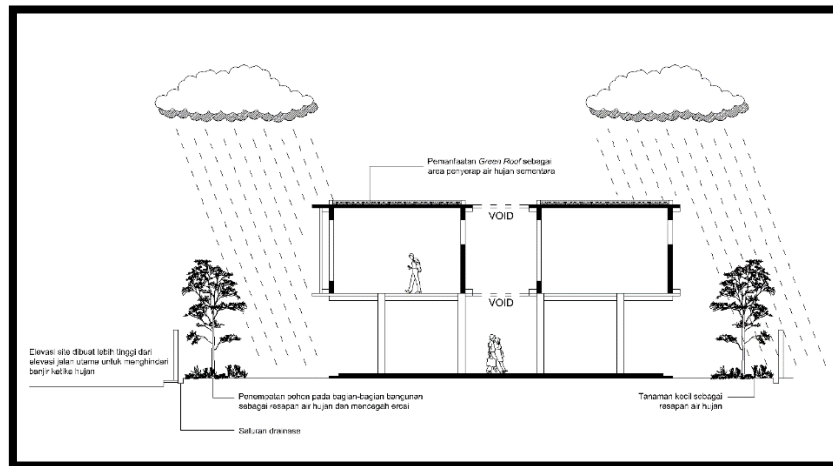 Pemanfaatan Green Roof sebagai
area penyerap air hujan sementara
VOID
VOID
Elevasi site dibuat lebih tinggi dari
elevasi jalan utama untuk menghindari
banjir ketika hujan
Penempatan pohon pada bagian-bagian bangunan
sebagai resapan air hujan dan mencegah erosi
Tanaman kecil sebagai
resapan air hujan
Saluran drainase